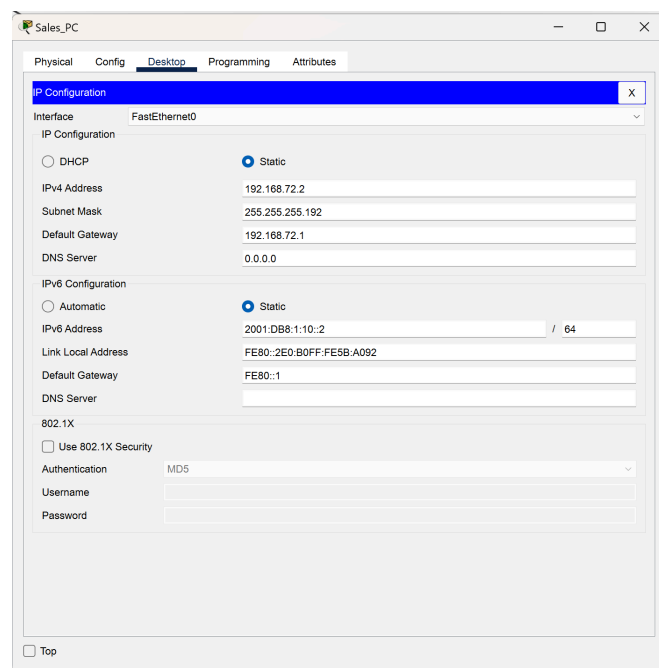 Sales_PC
Physical Config Desktop Programming Attributes
IP Configuration X
Interface FastEthernet0
IP Configuration
DHCP Static
IPv4 Address 192.168.72.2
Subnet Mask 255.255.255.192
Default Gateway 192.168.72.1
DNS Server 0.0.0.0
IPv6 Configuration
Automatic Static
IPv6 Address 2001:DB8:1:10::2 / 64
Link Local Address FE80::2E0:B0FF:FE5B:A092
Default Gateway FE80::1
DNS Server
802.1X
Use 802.1X Security
Authentication MD5
Username
Password
Top